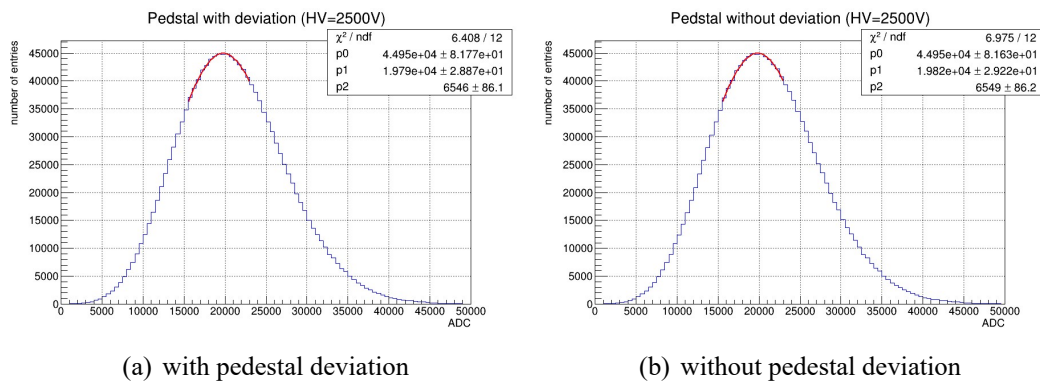 Pedstal with deviation (HV=2500V)
χ² / ndf 6.408 / 12
p0 4.495e+04 ± 8.177e+01
p1 1.979e+04 ± 2.887e+01
p2 6546 ± 86.1
number of entries
45000
40000
35000
30000
25000
20000
15000
10000
5000
0
0 5000 10000 15000 20000 25000 30000 35000 40000 45000 50000
ADC
(a) with pedestal deviation
Pedstal without deviation (HV=2500V)
χ² / ndf 6.975 / 12
p0 4.495e+04 ± 8.163e+01
p1 1.982e+04 ± 2.922e+01
p2 6549 ± 86.2
number of entries
45000
40000
35000
30000
25000
20000
15000
10000
5000
0
0 5000 10000 15000 20000 25000 30000 35000 40000 45000 50000
ADC
(b) without pedestal deviation